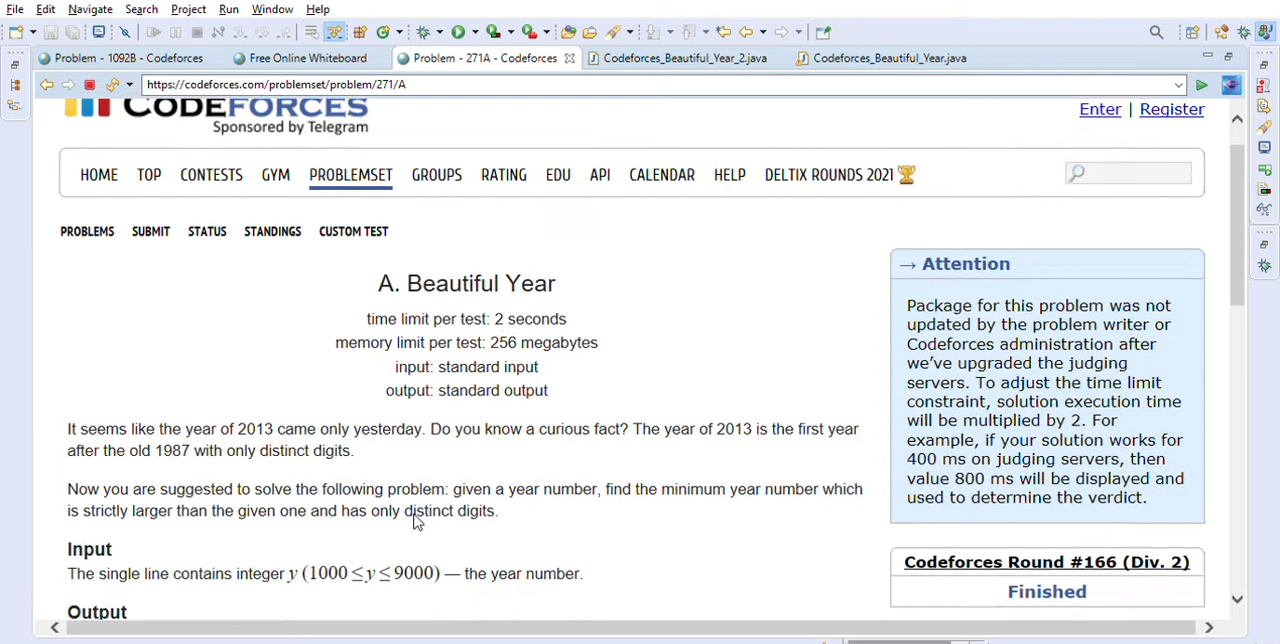 File Edit Navigate Search Project Run Window Help
Problem - 1092B - Codeforces Free Online Whiteboard Problem - 271A - Codeforces Codeforces_Beautiful_Year_2.java Codeforces_Beautiful_Year.java
https://codeforces.com/problemset/problem/271/A
CODEFORCES
Sponsored by Telegram
Enter | Register
HOME TOP CONTESTS GYM PROBLEMSET GROUPS RATING EDU API CALENDAR HELP DELTIX ROUNDS 2021
PROBLEMS SUBMIT STATUS STANDINGS CUSTOM TEST
A. Beautiful Year
time limit per test: 2 seconds
memory limit per test: 256 megabytes
input: standard input
output: standard output
It seems like the year of 2013 came only yesterday. Do you know a curious fact? The year of 2013 is the first year
after the old 1987 with only distinct digits.
Now you are suggested to solve the following problem: given a year number, find the minimum year number which
is strictly larger than the given one and has only distinct digits.
Input
The single line contains integer y (1000 ≤ y ≤ 9000) — the year number.
Output
→ Attention
Package for this problem was not
updated by the problem writer or
Codeforces administration after
we've upgraded the judging
servers. To adjust the time limit
constraint, solution execution time
will be multiplied by 2. For
example, if your solution works for
400 ms on judging servers, then
value 800 ms will be displayed and
used to determine the verdict.
Codeforces Round #166 (Div. 2)
Finished